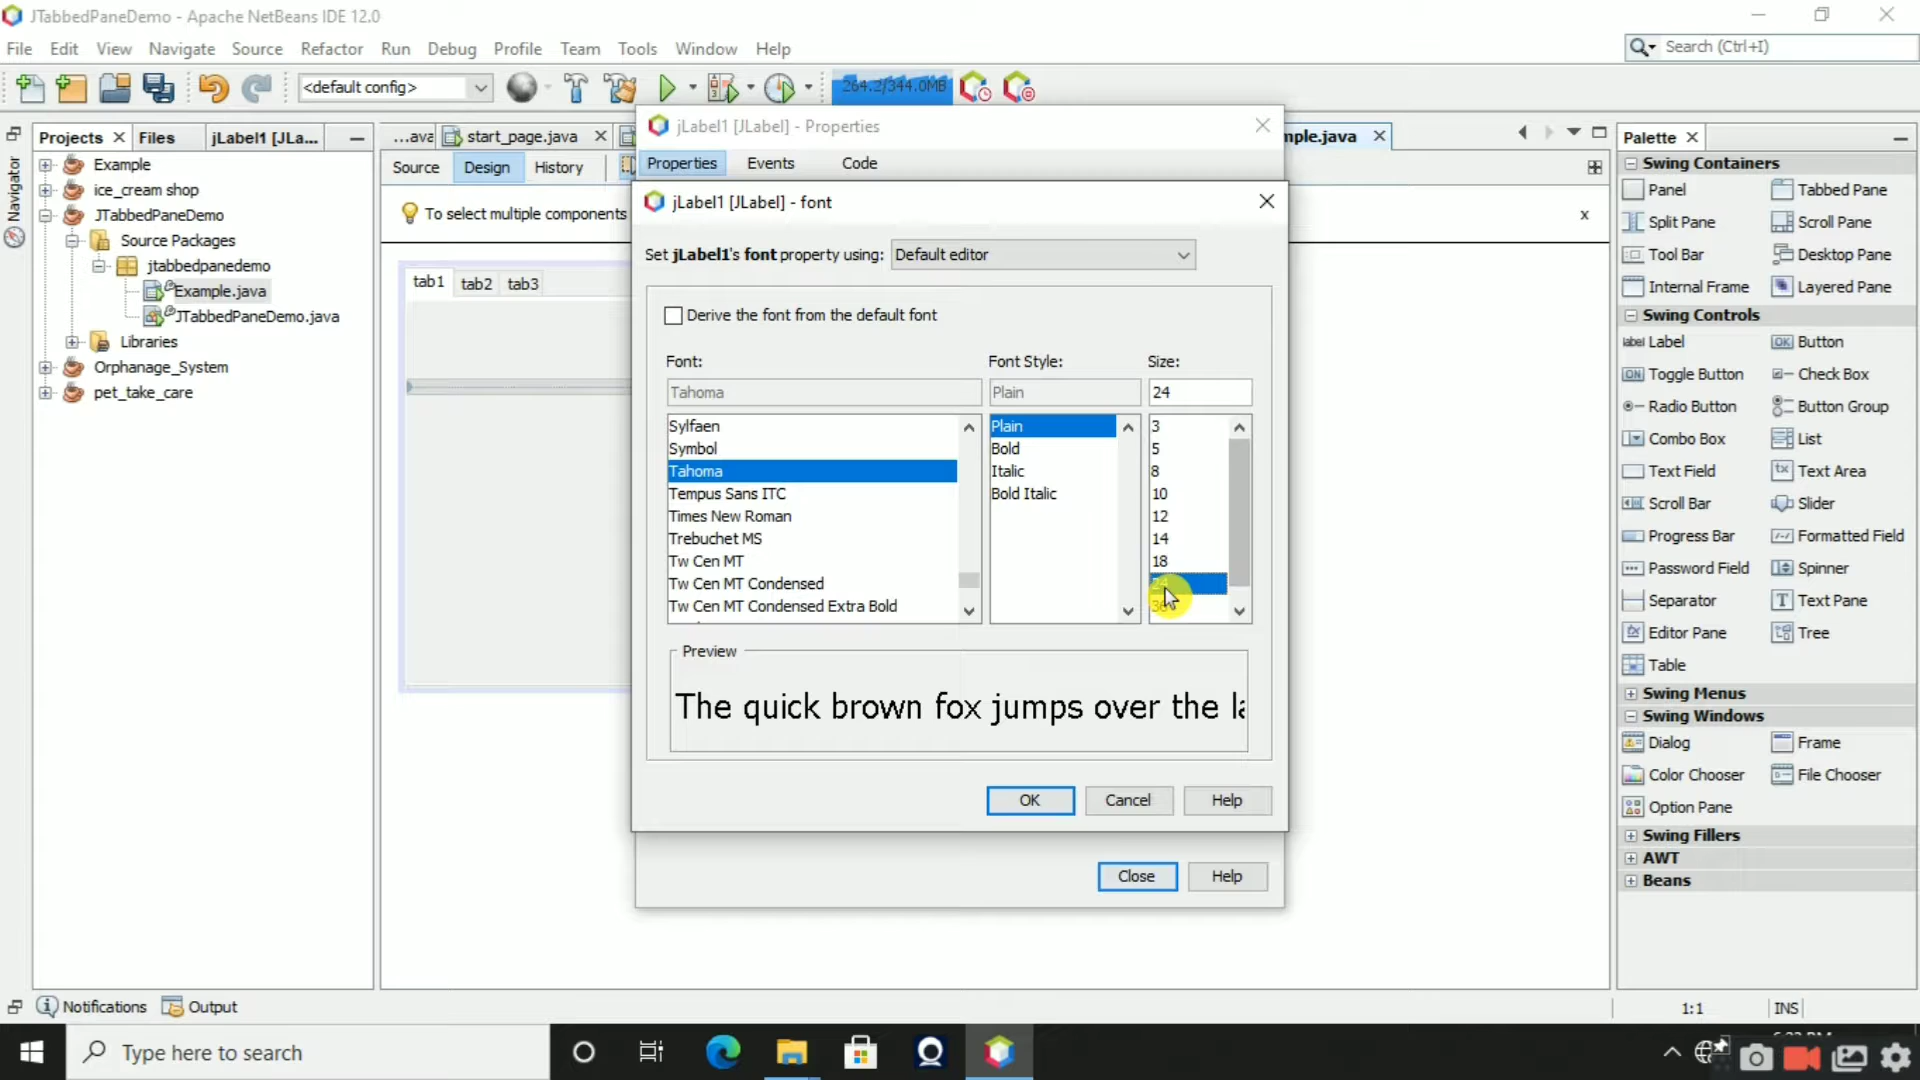 JTabbedPaneDemo - Apache NetBeans IDE 12.0
File Edit View Navigate Source Refactor Run Debug Profile Team Tools Window Help
Search (Ctrl+I)
<default config>
264.2/344.0MB
Projects Files jLabel1 [JLa...
...ava start_page.java
mple.java
Source Design History
To select multiple components
x
Navigator
Example
ice_cream shop
JTabbedPaneDemo
Source Packages
jtabbedpanedemo
Example.java
JTabbedPaneDemo.java
Libraries
Orphanage_System
pet_take_care
tab1 tab2 tab3
jLabel1 [JLabel] - Properties
Properties Events Code
jLabel1 [JLabel] - font
Set jLabel1's font property using: Default editor
Derive the font from the default font
Font: Font Style: Size:
Tahoma Plain 24
Sylfaen
Symbol
Tahoma
Tempus Sans ITC
Times New Roman
Trebuchet MS
Tw Cen MT
Tw Cen MT Condensed
Tw Cen MT Condensed Extra Bold
Plain
Bold
Italic
Bold Italic
3
5
8
10
12
14
18
Preview
The quick brown fox jumps over the la
OK Cancel Help
Close Help
Palette
Swing Containers
Panel Tabbed Pane
Split Pane Scroll Pane
Tool Bar Desktop Pane
Internal Frame Layered Pane
Swing Controls
label Label OK Button
ON Toggle Button Check Box
Radio Button Button Group
Combo Box List
Text Field Text Area
Scroll Bar Slider
Progress Bar Formatted Field
Password Field Spinner
Separator Text Pane
Editor Pane Tree
Table
Swing Menus
Swing Windows
Dialog Frame
Color Chooser File Chooser
Option Pane
Swing Fillers
AWT
Beans
Notifications Output
1:1 INS
Type here to search